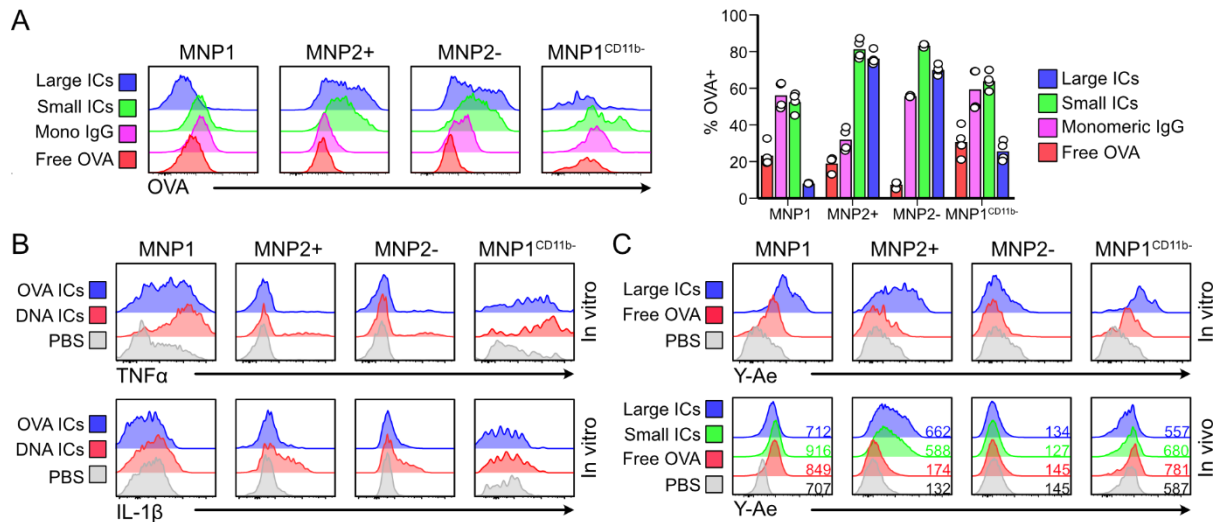 A
MNP1 MNP2+ MNP2- MNP1CD11b-
Large ICs
Small ICs
Mono IgG
Free OVA
OVA
% OVA+
80
60
40
20
0
MNP1 MNP2+ MNP2- MNP1CD11b-
Large ICs
Small ICs
Monomeric IgG
Free OVA
B
MNP1 MNP2+ MNP2- MNP1CD11b-
OVA ICs
DNA ICs
PBS
TNFα
In vitro
OVA ICs
DNA ICs
PBS
IL-1β
In vitro
C
MNP1 MNP2+ MNP2- MNP1CD11b-
Large ICs
Free OVA
PBS
Y-Ae
In vitro
Large ICs 712 662 134 557
Small ICs 916 588 127 680
Free OVA 849 174 145 781
PBS 707 132 145 587
Y-Ae
In vivo